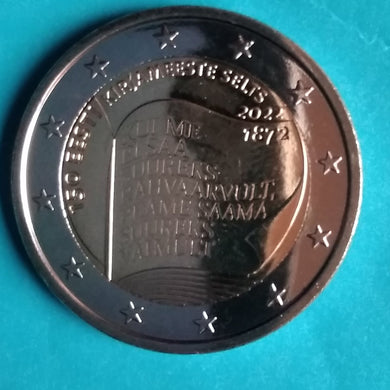 150 EESTI KIRJAMEESTE SELTS
2022
1872
KUI ME
EI SAA
SUUREKS
RAHVAARVULT,
PEAME SAAMA
SUUREKS
VAIMULT